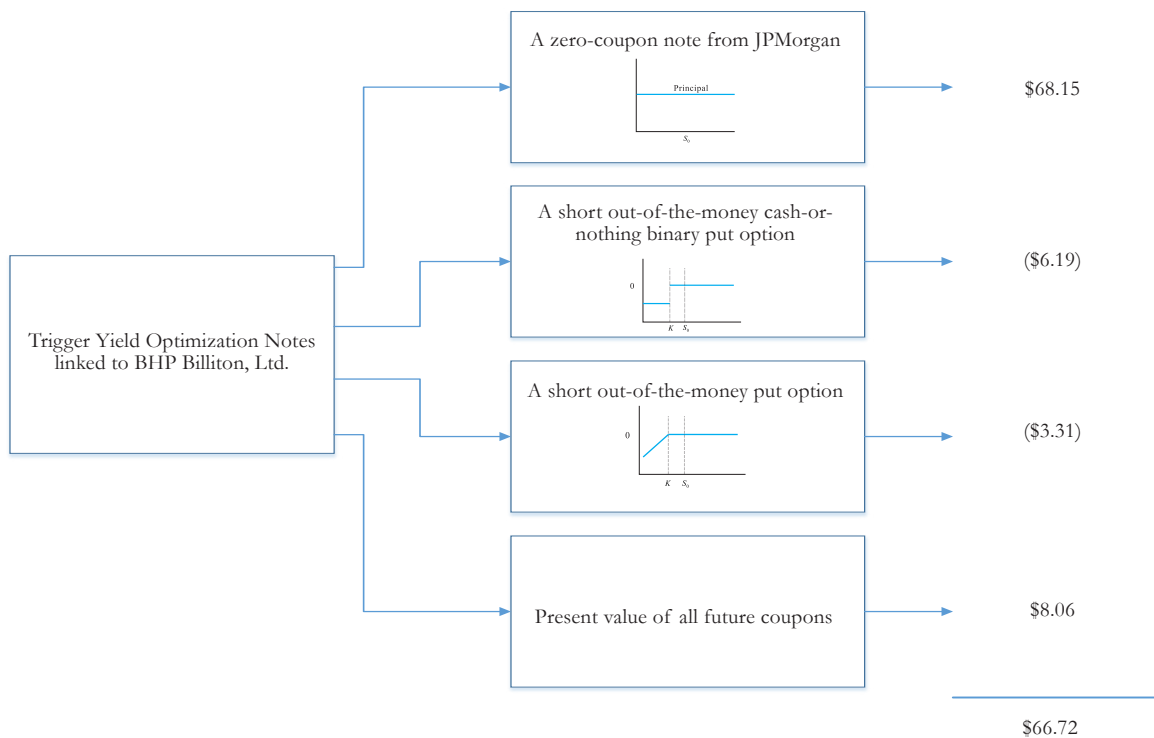 A zero-coupon note from JPMorgan
Principal
S0
$68.15
A short out-of-the-money cash-or-
nothing binary put option
0
K S0
($6.19)
Trigger Yield Optimization Notes
linked to BHP Billiton, Ltd.
A short out-of-the-money put option
0
K S0
($3.31)
Present value of all future coupons
$8.06
$66.72